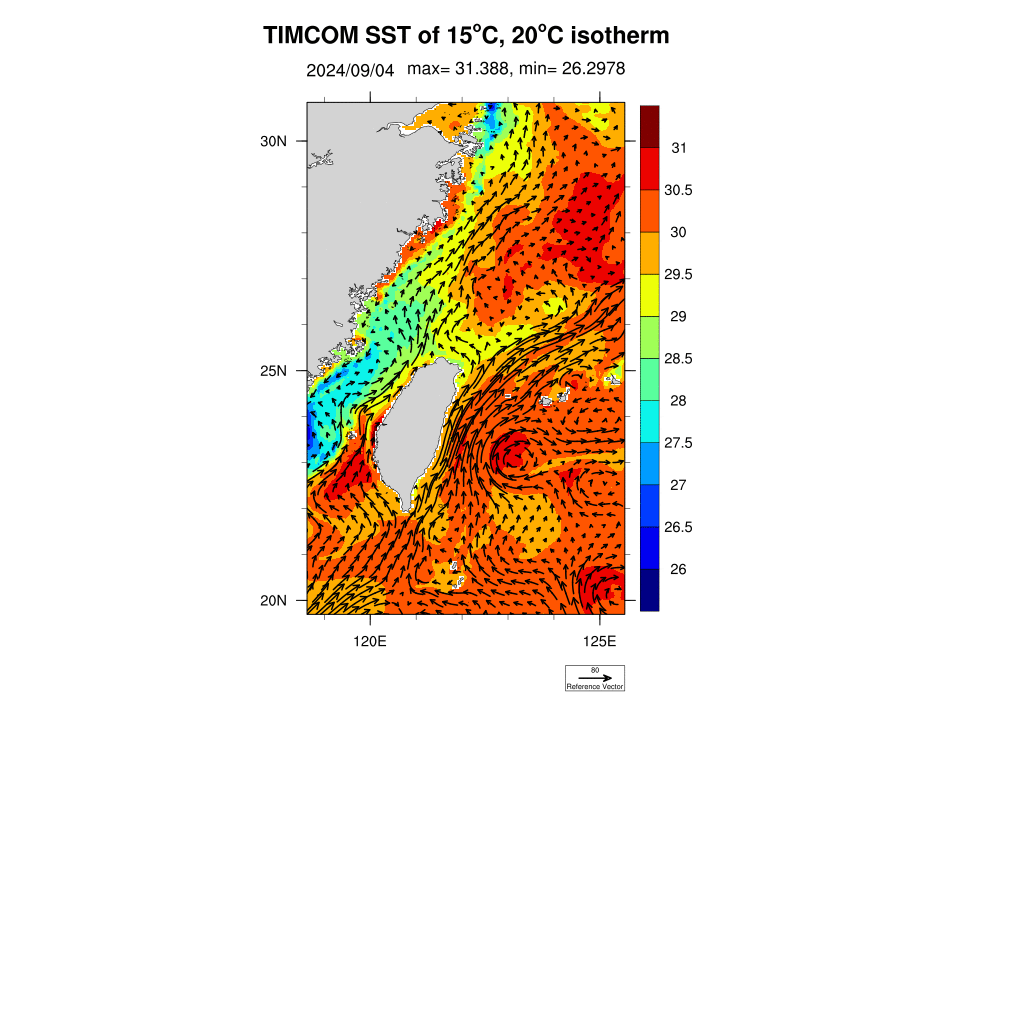 TIMCOM SST of 15°C, 20°C isotherm
2024/09/04 max= 31.388, min= 26.2978
30N
25N
20N
120E 125E
31
30.5
30
29.5
29
28.5
28
27.5
27
26.5
26
80
Reference Vector